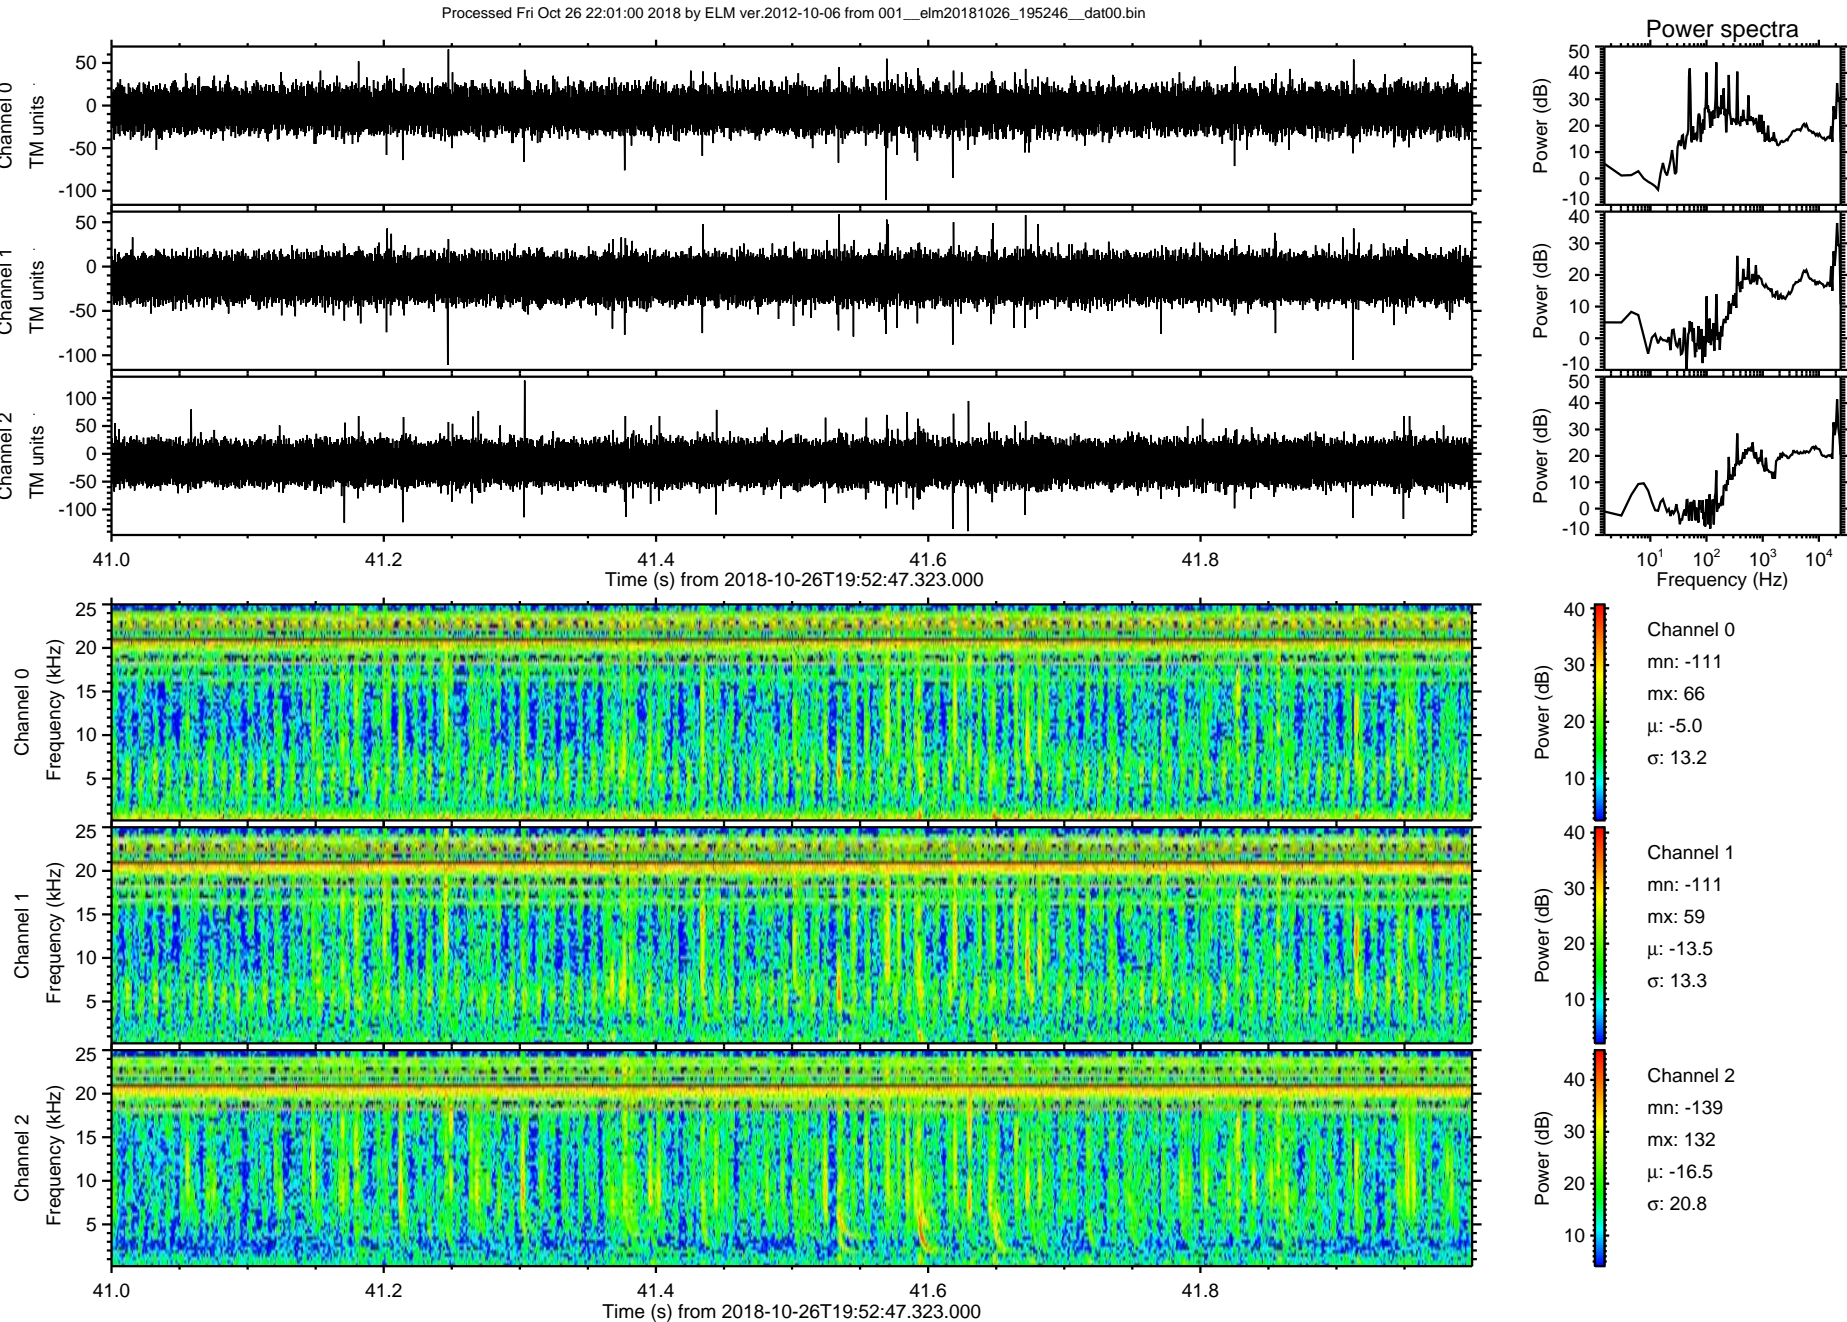 Processed Fri Oct 26 22:01:00 2018 by ELM ver.2012-10-06 from 001__elm20181026_195246__dat00.bin
Power spectra
Channel 0
TM units
50
0
-50
-100
Power (dB)
50
40
30
20
10
0
-10
Channel 1
TM units
50
0
-50
-100
Power (dB)
40
30
20
10
0
-10
Channel 2
TM units
100
50
0
-50
-100
Power (dB)
50
40
30
20
10
0
-10
41.0 41.2 41.4 41.6 41.8
Time (s) from 2018-10-26T19:52:47.323.000
10^1 10^2 10^3 10^4
Frequency (Hz)
Channel 0
Frequency (kHz)
25
20
15
10
5
Power (dB)
40
30
20
10
Channel 0
mn: -111
mx: 66
μ: -5.0
σ: 13.2
Channel 1
Frequency (kHz)
25
20
15
10
5
Power (dB)
40
30
20
10
Channel 1
mn: -111
mx: 59
μ: -13.5
σ: 13.3
Channel 2
Frequency (kHz)
25
20
15
10
5
Power (dB)
40
30
20
10
Channel 2
mn: -139
mx: 132
μ: -16.5
σ: 20.8
41.0 41.2 41.4 41.6 41.8
Time (s) from 2018-10-26T19:52:47.323.000